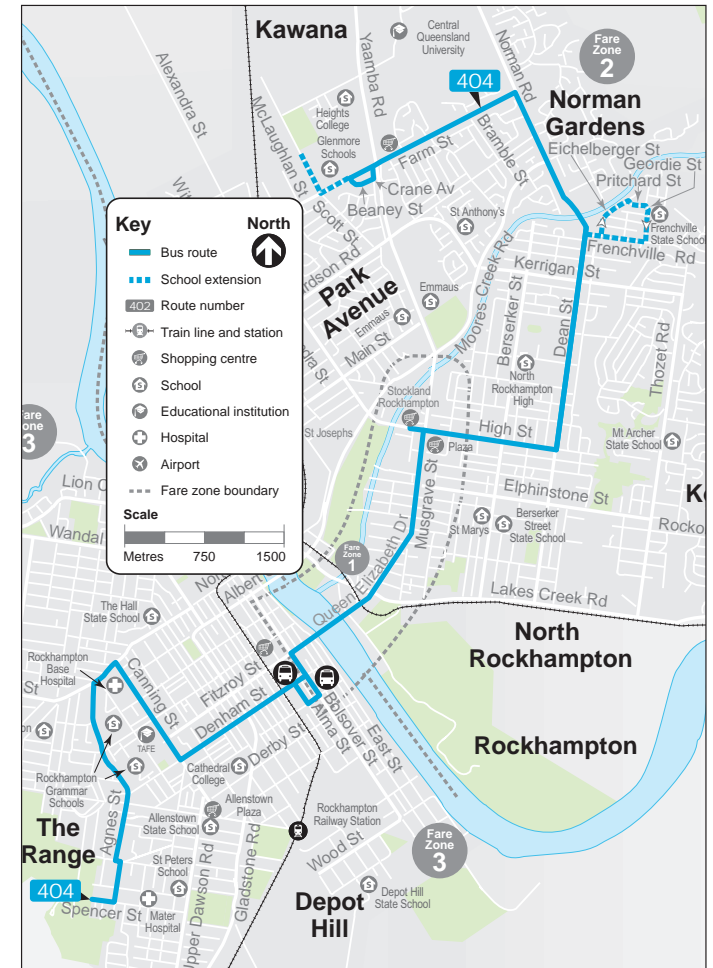 Kawana
Central
Queensland
University
Yaamba Rd
Norman Rd
Fare
Zone
2
Alexandra St
404
Norman
Gardens
McLaughlan St
Heights
College
Glenmore
Schools
Farm St
Bramble St
Eichelberger St
Geordie St
Pritchard St
Crane Av
Beaney St
Scott St
St Anthony's
Frenchville
State School
Frenchville Rd
Key
North
Bus route
School extension
402
Route number
Train line and station
Shopping centre
School
Educational institution
Hospital
Airport
Fare zone boundary
Scale
Metres 750 1500
Park
Avenue
Emmaus
Emmaus
Main St
Moores Creek Rd
Kerrigan St
Berserker St
Dean St
Thozet Rd
North
Rockhampton
High
Stockland
Rockhampton
High St
Plaza
Mt Archer
State School
St Josephs
Fare
Zone
3
Lion C
Wandal
Elphinstone St
Musgrave St
St Marys
Berserker
Street
State School
Fare
Zone
1
Queen Elizabeth Dr
Albert
Lakes Creek Rd
The Hall
State School
North
Rockhampton
Rockhampton
Base
Hospital
Canning St
Fitzroy St
Denham St
Bolsover St
Alma St
East St
Derby St
Rockhampton
TAFE
Cathedral
College
Rockhampton
Grammar
Schools
Agnes St
Allenstown
Plaza
Allenstown
State School
Rockhampton
Railway Station
Fare
Zone
3
The
Range
St Peters
School
Wood St
404
Spencer St
Mater
Hospital
Upper Dawson Rd
Gladstone Rd
Depot
Hill
Depot Hill
State School